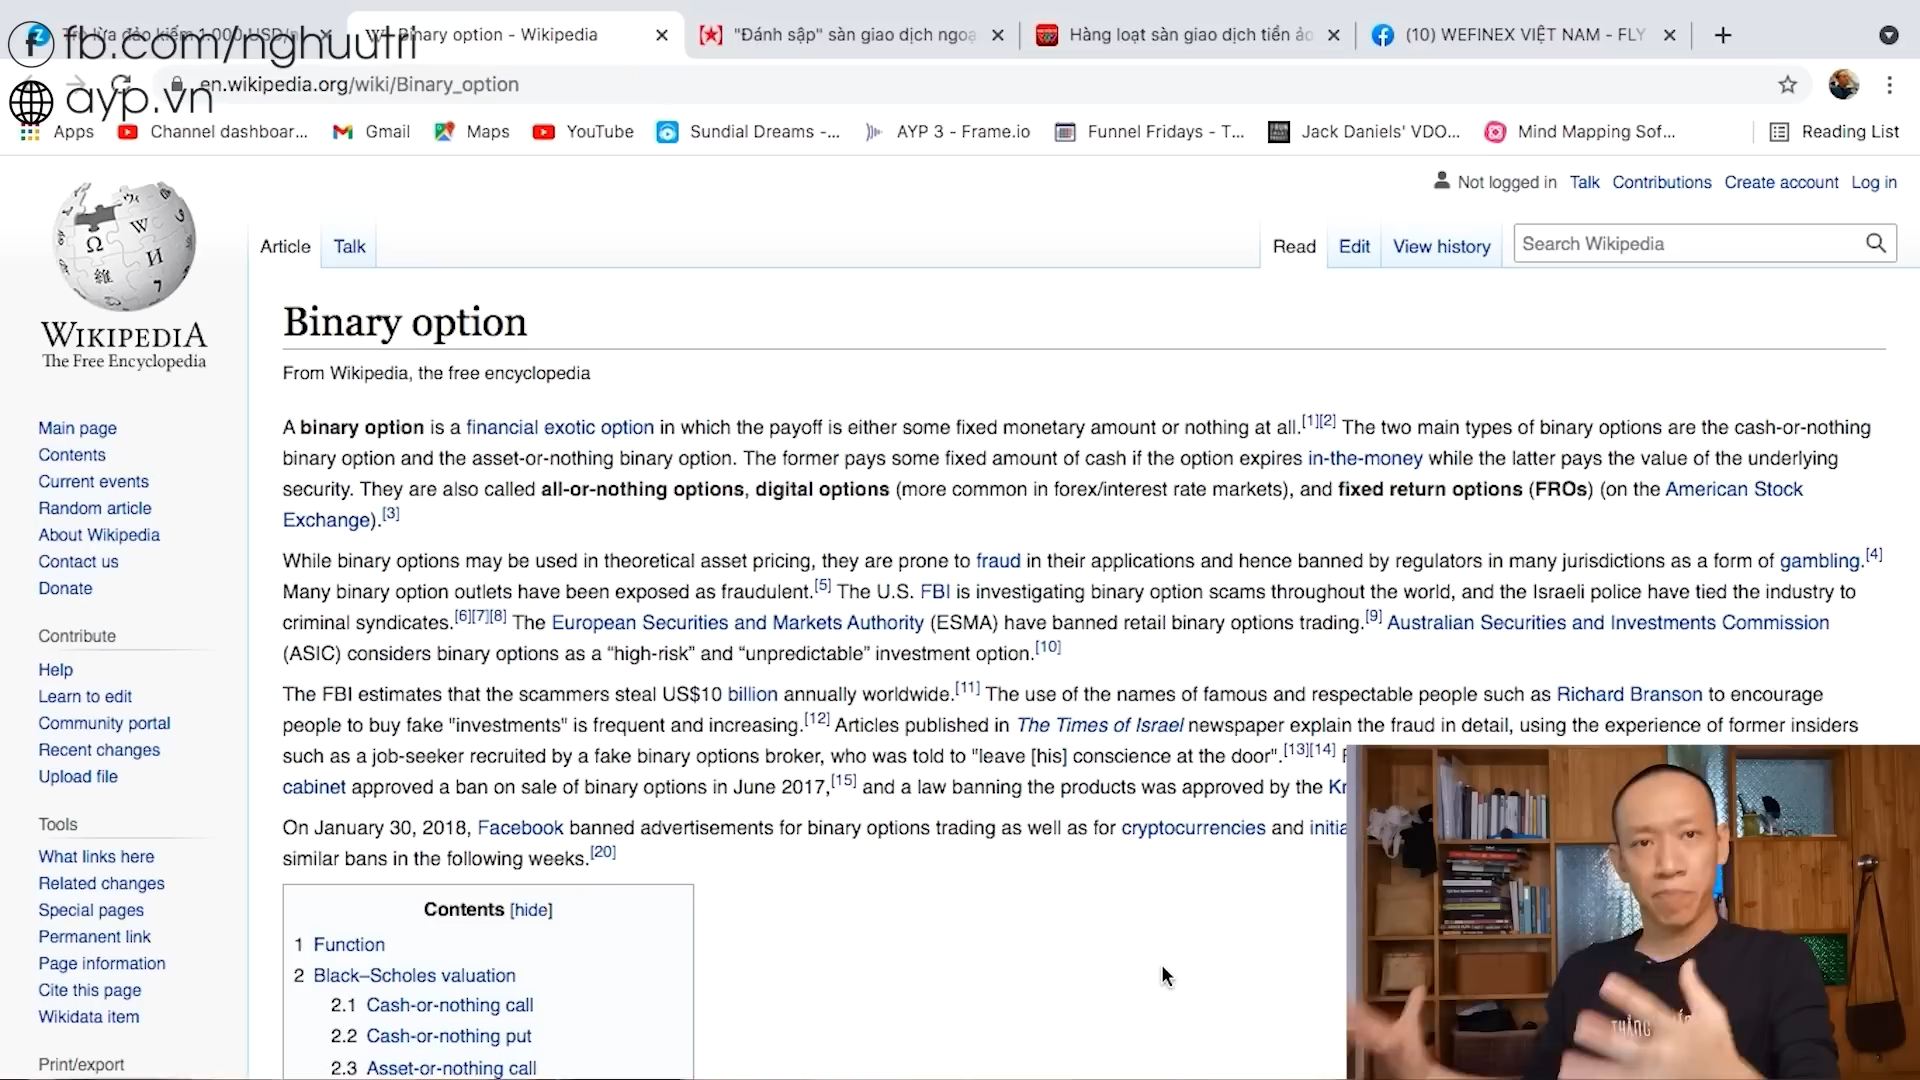 fb.com/nghuutri
ayp.vn
lừa đảo kiếm 1.000 USD/n
Binary option - Wikipedia
"Đánh sập" sàn giao dịch ngoạ
Hàng loạt sàn giao dịch tiền ảo
(10) WEFINEX VIỆT NAM - FLY
en.wikipedia.org/wiki/Binary_option
Apps
Channel dashboar...
Gmail
Maps
YouTube
Sundial Dreams -...
AYP 3 - Frame.io
Funnel Fridays - T...
Jack Daniels' VDO...
Mind Mapping Sof...
Reading List
Not logged in Talk Contributions Create account Log in
Article Talk
Read Edit View history
Search Wikipedia
WIKIPEDIA
The Free Encyclopedia
Main page
Contents
Current events
Random article
About Wikipedia
Contact us
Donate
Contribute
Help
Learn to edit
Community portal
Recent changes
Upload file
Tools
What links here
Related changes
Special pages
Permanent link
Page information
Cite this page
Wikidata item
Print/export
Binary option
From Wikipedia, the free encyclopedia
A binary option is a financial exotic option in which the payoff is either some fixed monetary amount or nothing at all.[1][2] The two main types of binary options are the cash-or-nothing
binary option and the asset-or-nothing binary option. The former pays some fixed amount of cash if the option expires in-the-money while the latter pays the value of the underlying
security. They are also called all-or-nothing options, digital options (more common in forex/interest rate markets), and fixed return options (FROs) (on the American Stock
Exchange).[3]
While binary options may be used in theoretical asset pricing, they are prone to fraud in their applications and hence banned by regulators in many jurisdictions as a form of gambling.[4]
Many binary option outlets have been exposed as fraudulent.[5] The U.S. FBI is investigating binary option scams throughout the world, and the Israeli police have tied the industry to
criminal syndicates.[6][7][8] The European Securities and Markets Authority (ESMA) have banned retail binary options trading.[9] Australian Securities and Investments Commission
(ASIC) considers binary options as a “high-risk” and “unpredictable” investment option.[10]
The FBI estimates that the scammers steal US$10 billion annually worldwide.[11] The use of the names of famous and respectable people such as Richard Branson to encourage
people to buy fake "investments" is frequent and increasing.[12] Articles published in The Times of Israel newspaper explain the fraud in detail, using the experience of former insiders
such as a job-seeker recruited by a fake binary options broker, who was told to "leave [his] conscience at the door".[13][14]
cabinet approved a ban on sale of binary options in June 2017,[15] and a law banning the products was approved by the Kn
On January 30, 2018, Facebook banned advertisements for binary options trading as well as for cryptocurrencies and initia
similar bans in the following weeks.[20]
Contents [hide]
1 Function
2 Black–Scholes valuation
2.1 Cash-or-nothing call
2.2 Cash-or-nothing put
2.3 Asset-or-nothing call
THẲNG